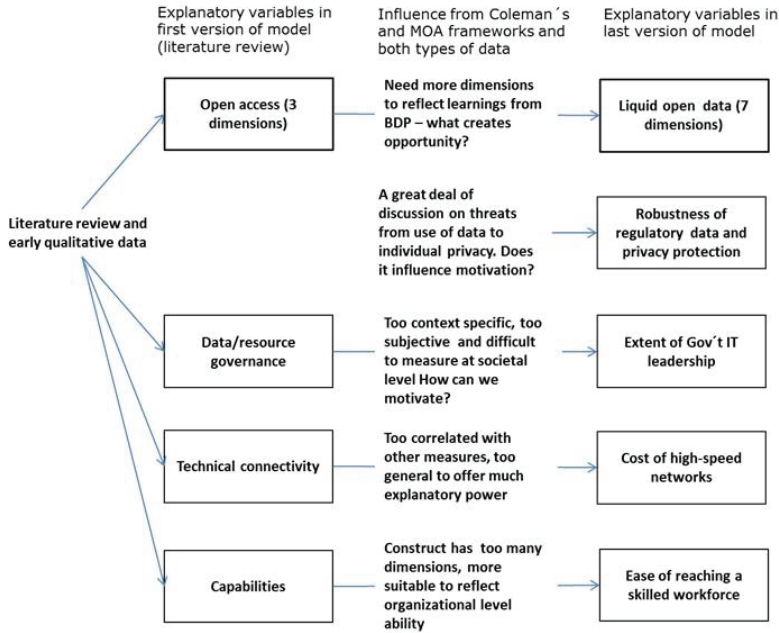 Explanatory variables in
first version of model
(literature review)
Influence from Coleman´s
and MOA frameworks and
both types of data
Explanatory variables in
last version of model
Literature review and
early qualitative data
Open access (3
dimensions)
Need more dimensions
to reflect learnings from
BDP – what creates
opportunity?
Liquid open data (7
dimensions)
A great deal of
discussion on threats
from use of data to
individual privacy. Does
it influence motivation?
Robustness of
regulatory data and
privacy protection
Data/resource
governance
Too context specific, too
subjective and difficult
to measure at societal
level How can we
motivate?
Extent of Gov´t IT
leadership
Technical connectivity
Too correlated with
other measures, too
general to offer much
explanatory power
Cost of high-speed
networks
Capabilities
Construct has too many
dimensions, more
suitable to reflect
organizational level
ability
Ease of reaching a
skilled workforce